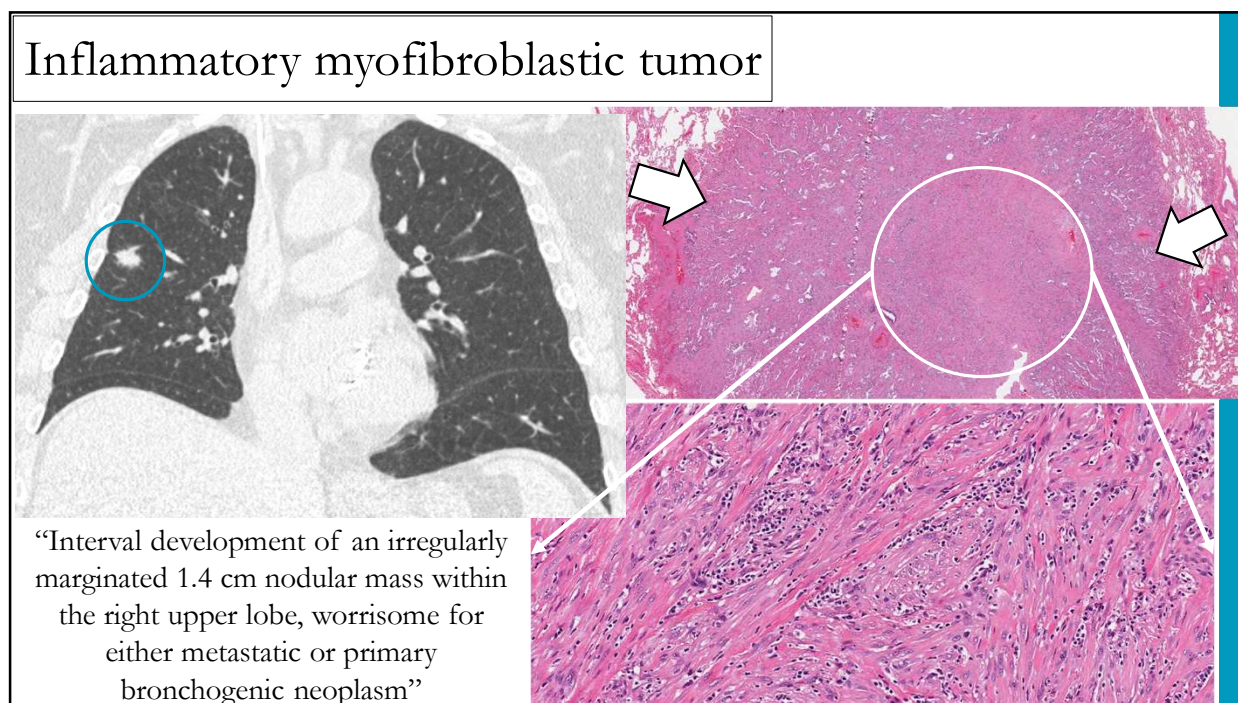 Inflammatory myofibroblastic tumor
“Interval development of an irregularly
marginated 1.4 cm nodular mass within
the right upper lobe, worrisome for
either metastatic or primary
bronchogenic neoplasm”